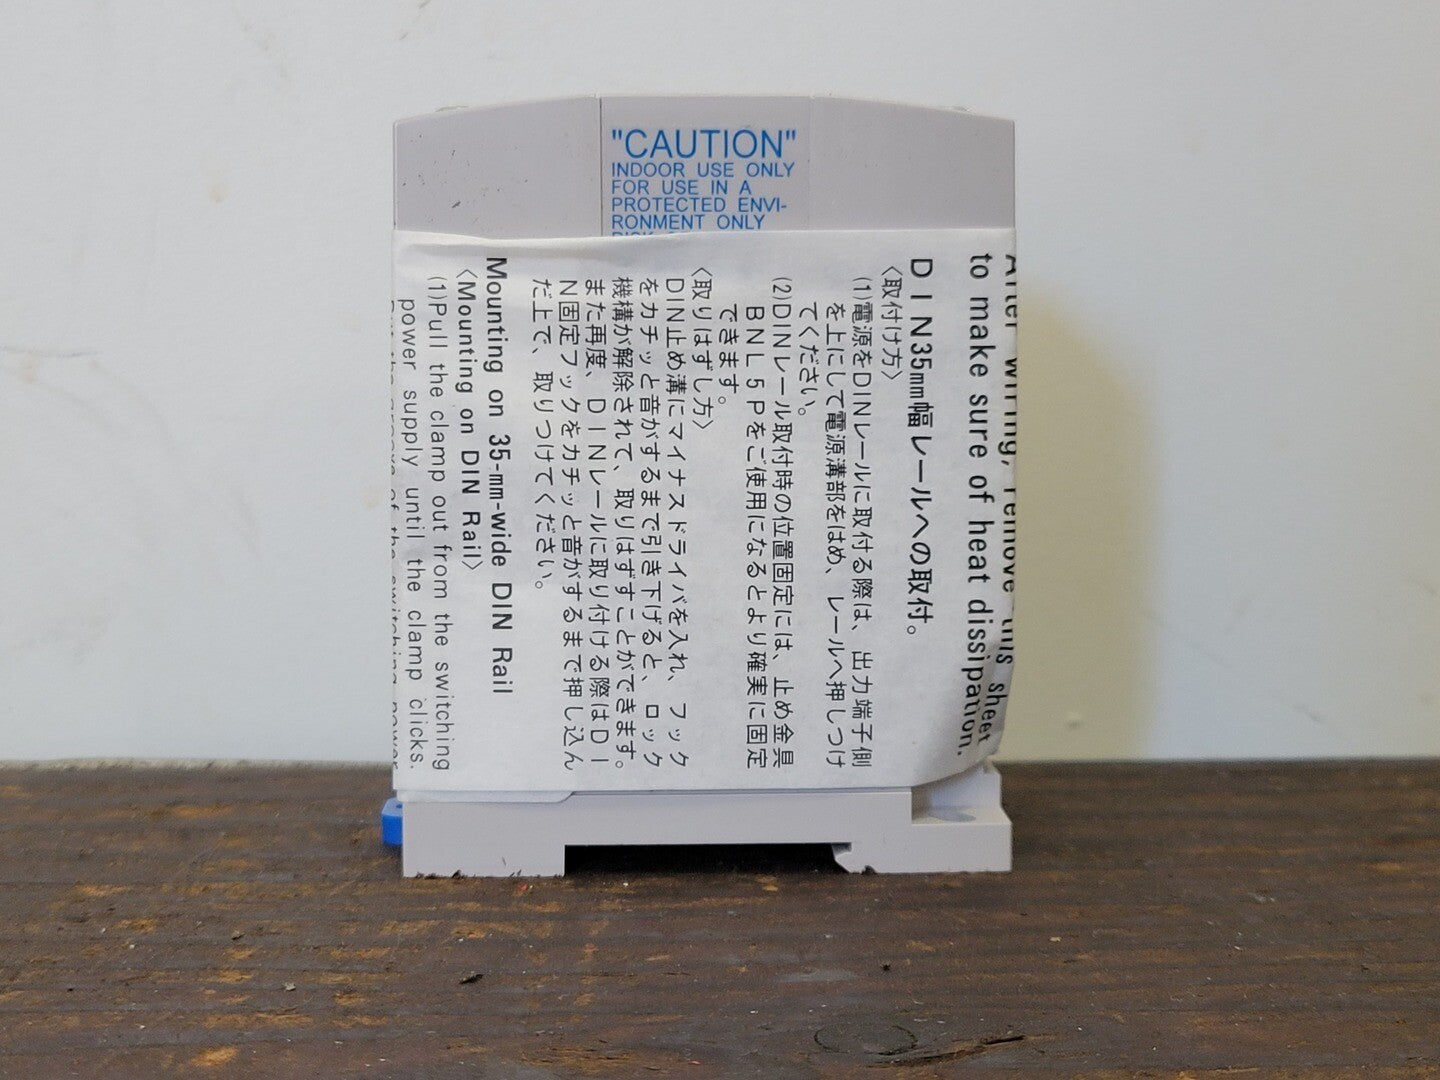 "CAUTION"
INDOOR USE ONLY
FOR USE IN A
PROTECTED ENVI-
RONMENT ONLY
After wiring, remove this sheet
to make sure of heat dissipation.
DIN35mm幅レールへの取付。
〈取付け方〉
(1)電源をDINレールに取付る際は、出力端子側
を上にして電源溝部をはめ、レールへ押しつけ
てください。
(2)DINレール取付時の位置固定には、止め金具
BNL5Pをご使用になるとより確実に固定
できます。
〈取りはずし方〉
DIN止め溝にマイナスドライバを入れ、フック
をカチッと音がするまで引き下げると、ロック
機構が解除されて、取りはずすことができます。
また再度、DINレールに取り付ける際はDI
N固定フックをカチッと音がするまで押し込ん
だ上で、取りつけてください。
Mounting on 35-mm-wide DIN Rail
〈Mounting on DIN Rail〉
(1)Pull the clamp out from the switching
power supply until the clamp clicks.